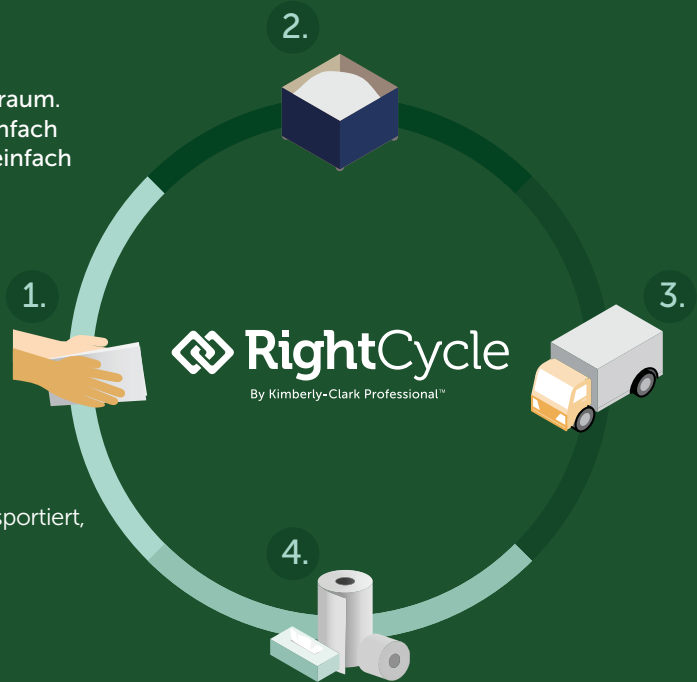 2.
raum.
nfach
einfach
1.
3.
RightCycle
By Kimberly-Clark Professional™
sportiert,
4.